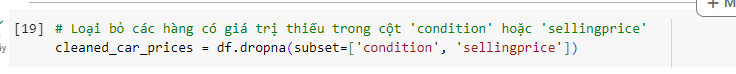 + M
[19] # Loại bỏ các hàng có giá trị thiếu trong cột 'condition' hoặc 'sellingprice'
cleaned_car_prices = df.dropna(subset=['condition', 'sellingprice'])